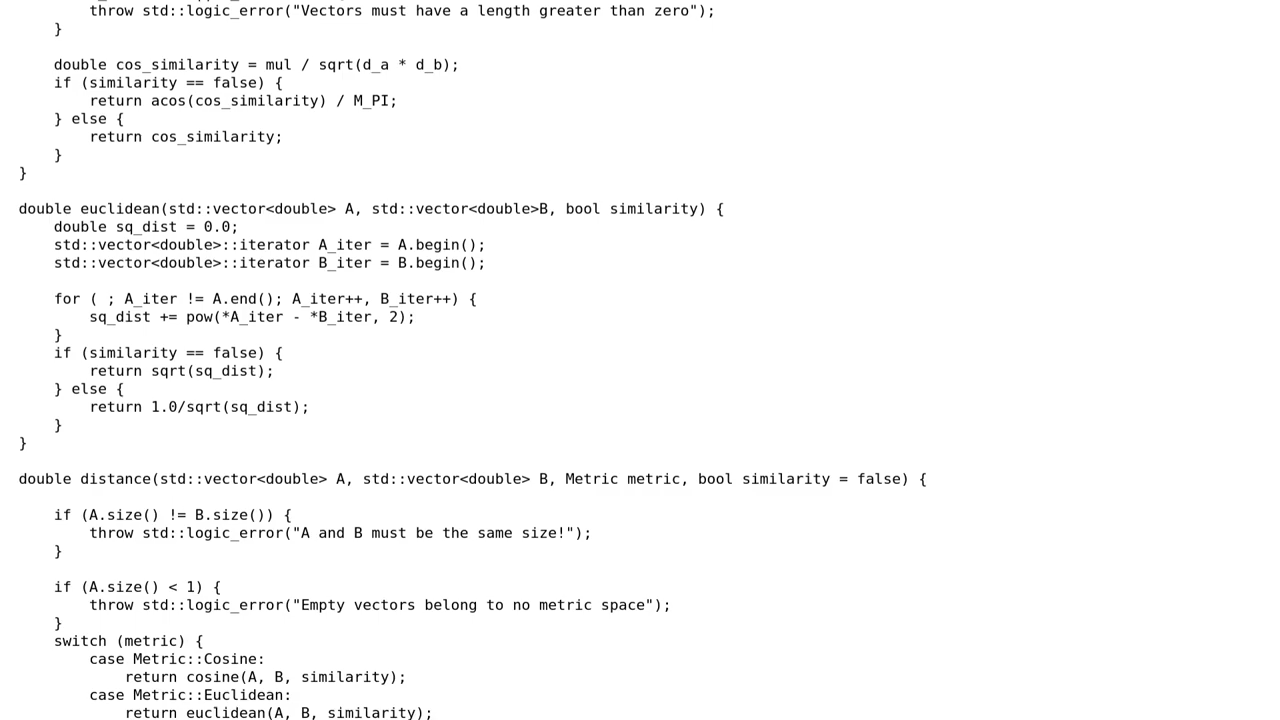 throw std::logic_error("Vectors must have a length greater than zero");
    }

    double cos_similarity = mul / sqrt(d_a * d_b);
    if (similarity == false) {
        return acos(cos_similarity) / M_PI;
    } else {
        return cos_similarity;
    }
}

double euclidean(std::vector<double> A, std::vector<double>B, bool similarity) {
    double sq_dist = 0.0;
    std::vector<double>::iterator A_iter = A.begin();
    std::vector<double>::iterator B_iter = B.begin();

    for ( ; A_iter != A.end(); A_iter++, B_iter++) {
        sq_dist += pow(*A_iter - *B_iter, 2);
    }
    if (similarity == false) {
        return sqrt(sq_dist);
    } else {
        return 1.0/sqrt(sq_dist);
    }
}

double distance(std::vector<double> A, std::vector<double> B, Metric metric, bool similarity = false) {

    if (A.size() != B.size()) {
        throw std::logic_error("A and B must be the same size!");
    }

    if (A.size() < 1) {
        throw std::logic_error("Empty vectors belong to no metric space");
    }
    switch (metric) {
        case Metric::Cosine:
            return cosine(A, B, similarity);
        case Metric::Euclidean:
            return euclidean(A, B, similarity);